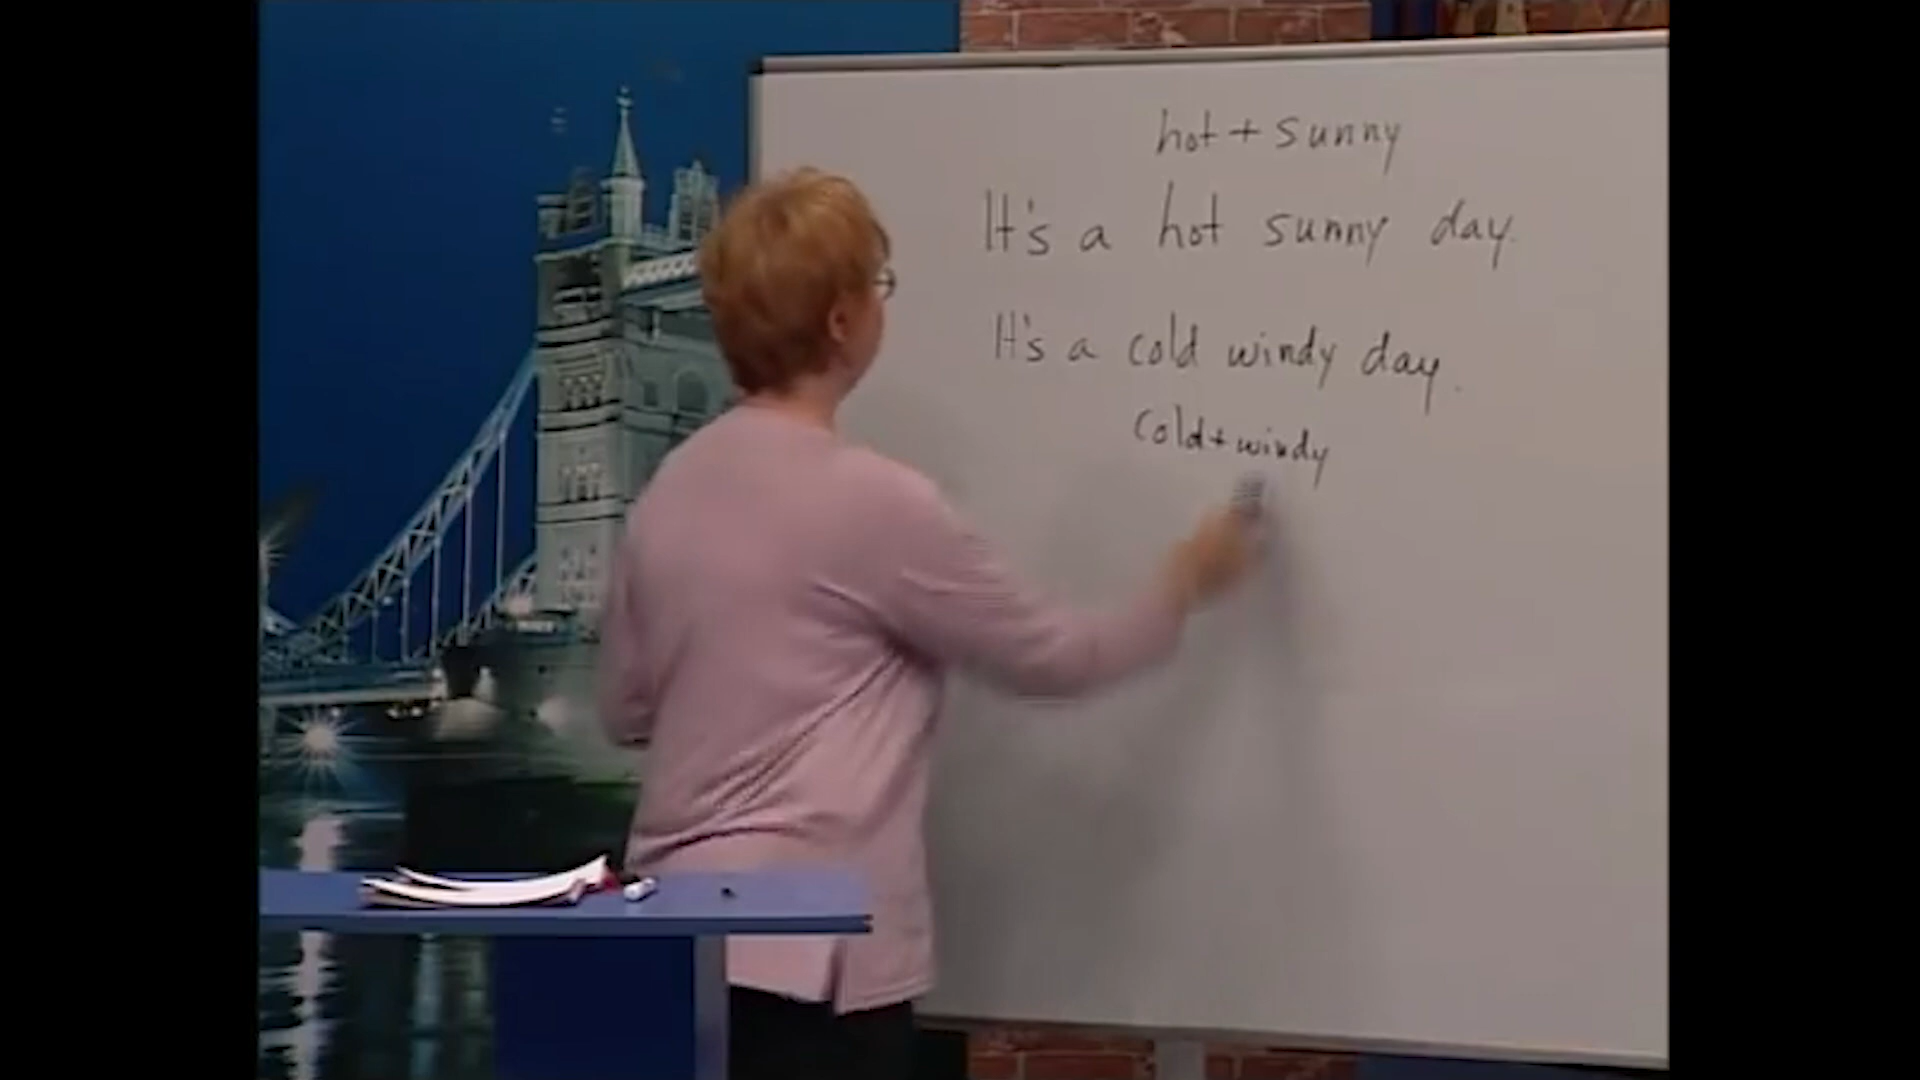 hot + sunny
It's a hot sunny day.
It's a cold windy day.
cold + windy